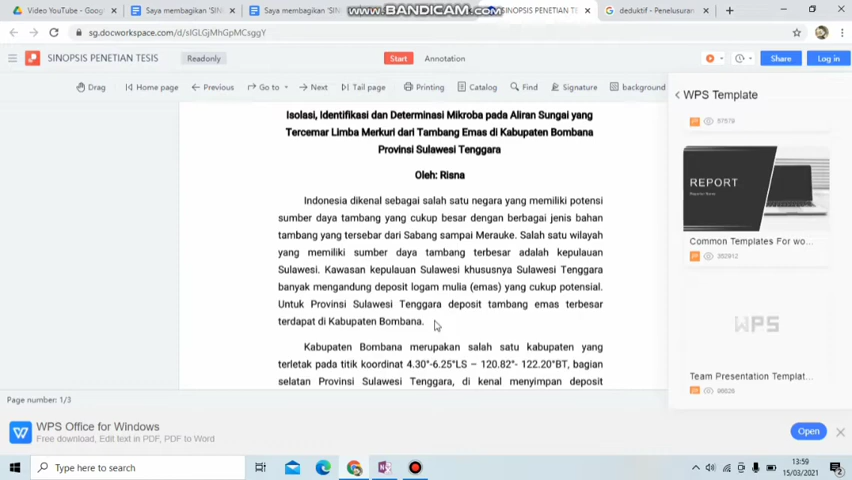 Video YouTube - Googl
Saya membagikan 'SIN
Saya membagikan 'SIN
WWW.BANDICAM.COM
SINOPSIS PENETIAN TE
deduktif - Penelusuran
sg.docworkspace.com/d/sIGLGjMhGpMCsggY
SINOPSIS PENETIAN TESIS
Readonly
Start
Annotation
Share
Log in
Drag
Home page
Previous
Go to
Next
Tail page
Printing
Catalog
Find
Signature
background
WPS Template
Isolasi, Identifikasi dan Determinasi Mikroba pada Aliran Sungai yang
Tercemar Limba Merkuri dari Tambang Emas di Kabupaten Bombana
Provinsi Sulawesi Tenggara
Oleh: Risna
Indonesia dikenal sebagai salah satu negara yang memiliki potensi
sumber daya tambang yang cukup besar dengan berbagai jenis bahan
tambang yang tersebar dari Sabang sampai Merauke. Salah satu wilayah
yang memiliki sumber daya tambang terbesar adalah kepulauan
Sulawesi. Kawasan kepulauan Sulawesi khususnya Sulawesi Tenggara
banyak mengandung deposit logam mulia (emas) yang cukup potensial.
Untuk Provinsi Sulawesi Tenggara deposit tambang emas terbesar
terdapat di Kabupaten Bombana.
Kabupaten Bombana merupakan salah satu kabupaten yang
terletak pada titik koordinat 4.30°-6.25°LS – 120.82°- 122.20°BT, bagian
selatan Provinsi Sulawesi Tenggara, di kenal menyimpan deposit
REPORT
Common Templates For wo...
362912
WPS
Team Presentation Templat...
Page number: 1/3
WPS Office for Windows
Free download, Edit text in PDF, PDF to Word
Open
Type here to search
13:59
15/03/2021
2